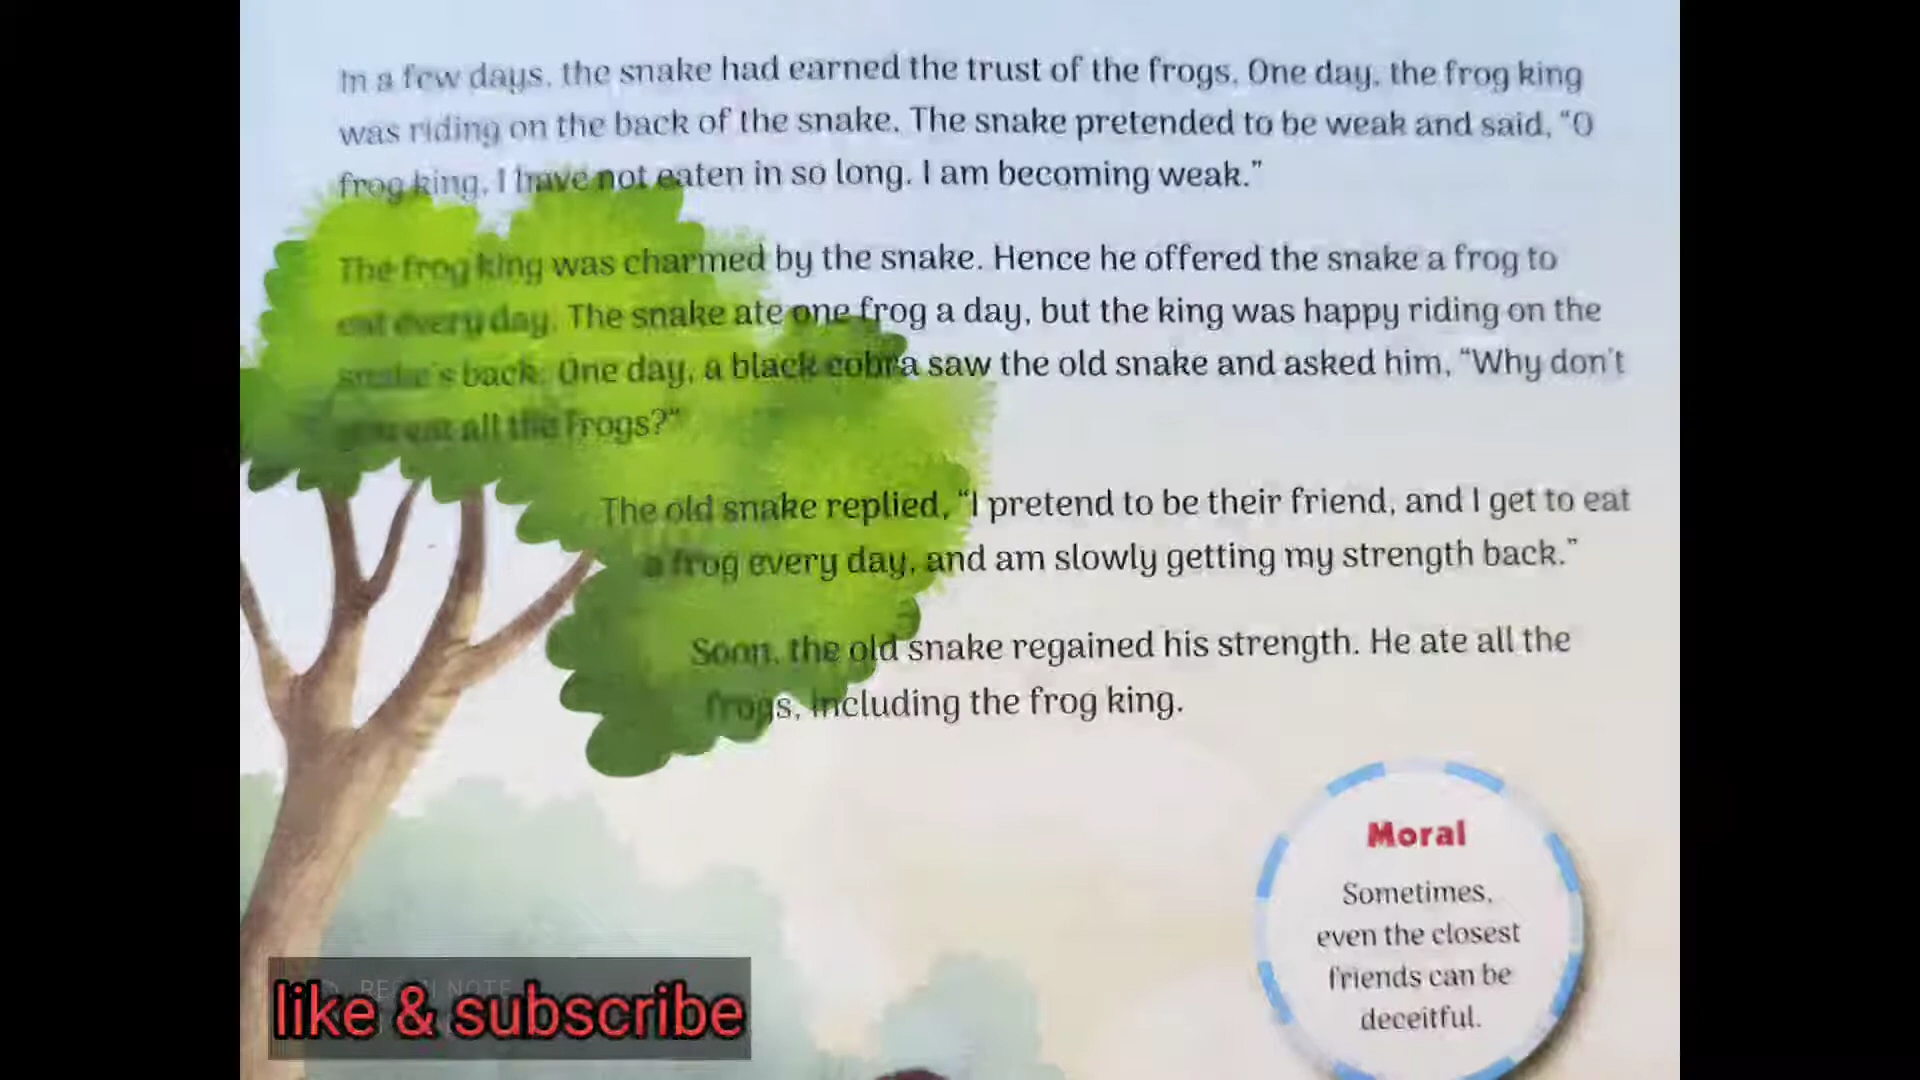 In a few days, the snake had earned the trust of the frogs. One day, the frog king
was riding on the back of the snake. The snake pretended to be weak and said, “O
frog king, I have not eaten in so long. I am becoming weak.”
The frog king was charmed by the snake. Hence he offered the snake a frog to
eat every day. The snake ate one frog a day, but the king was happy riding on the
snake's back. One day, a black cobra saw the old snake and asked him, “Why don't
you eat all the frogs?”
The old snake replied, “I pretend to be their friend, and I get to eat
a frog every day, and am slowly getting my strength back.”
Soon, the old snake regained his strength. He ate all the
frogs, including the frog king.
Moral
Sometimes,
even the closest
friends can be
deceitful.
like & subscribe